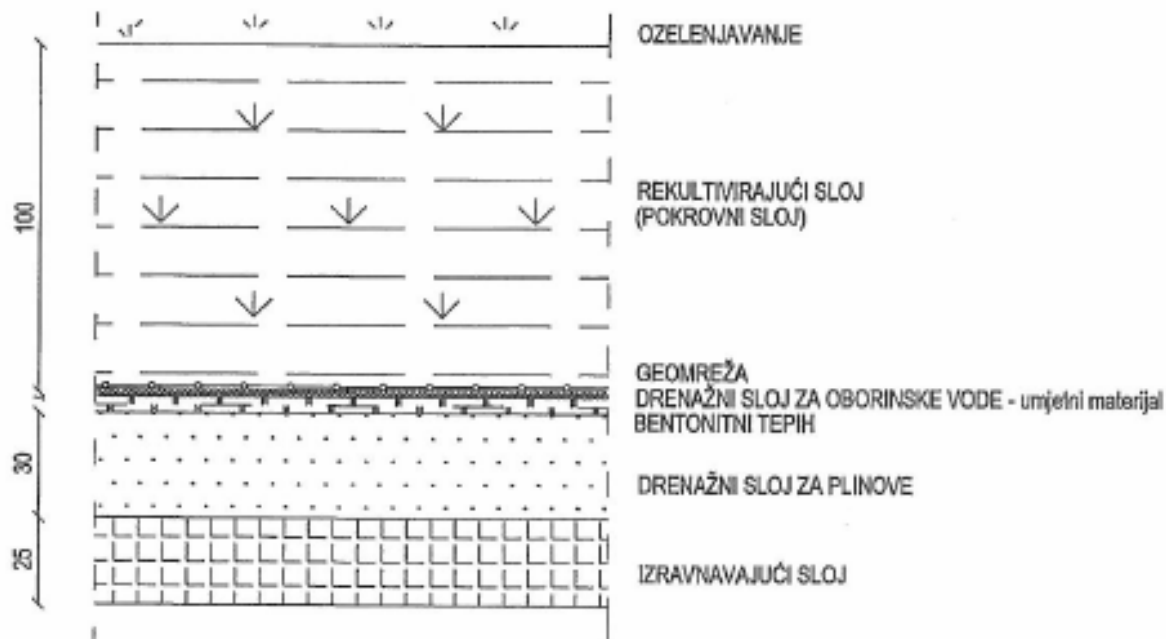 OZELENJAVANJE
100
REKULTIVIRAJUĆI SLOJ
(POKROVNI SLOJ)
GEOMREŽA
DRENAŽNI SLOJ ZA OBORINSKE VODE - umjetni materijal
BENTONITNI TEPIH
30
DRENAŽNI SLOJ ZA PLINOVE
25
IZRAVNAVAJUĆI SLOJ